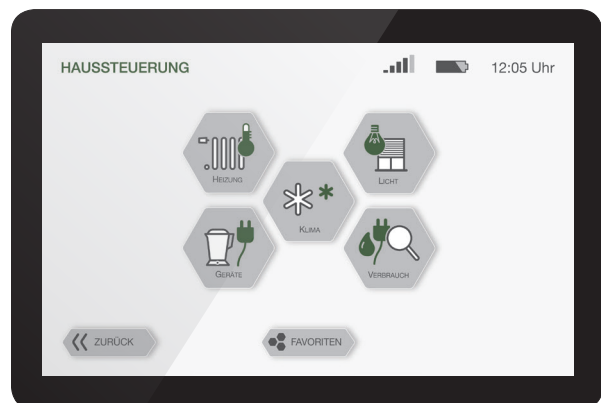 HAUSSTEUERUNG
12:05 Uhr
HEIZUNG
LICHT
KLIMA
GERÄTE
VERBRAUCH
ZURÜCK
FAVORITEN